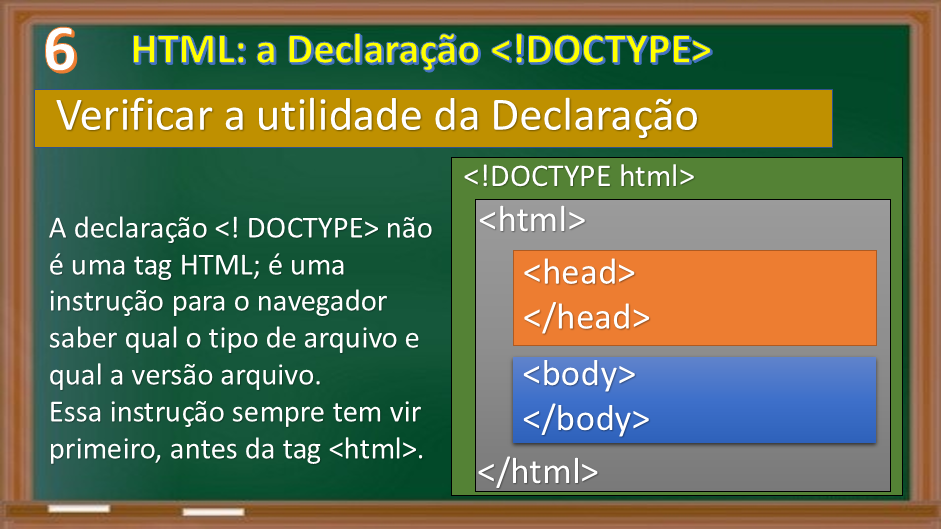 6
HTML: a Declaração <!DOCTYPE>
Verificar a utilidade da Declaração
A declaração <! DOCTYPE> não
é uma tag HTML; é uma
instrução para o navegador
saber qual o tipo de arquivo e
qual a versão arquivo.
Essa instrução sempre tem vir
primeiro, antes da tag <html>.
<!DOCTYPE html>
<html>
<head>
</head>
<body>
</body>
</html>